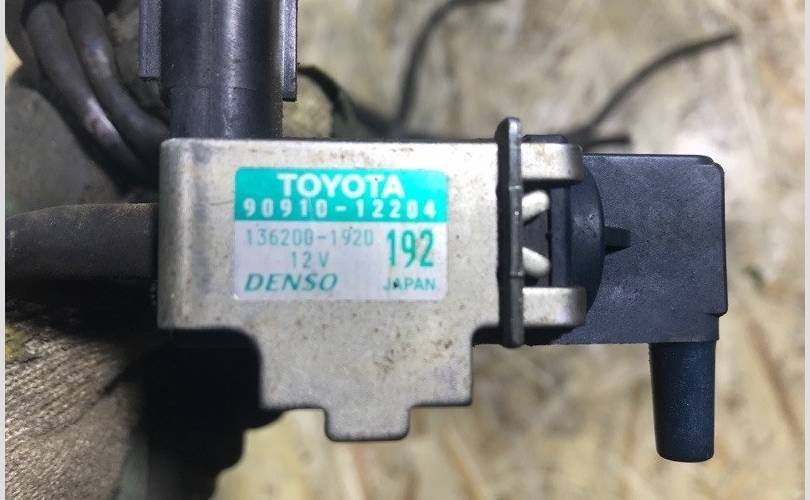 TOYOTA
90910-12204
136200-1920
12V
192
DENSO
JAPAN